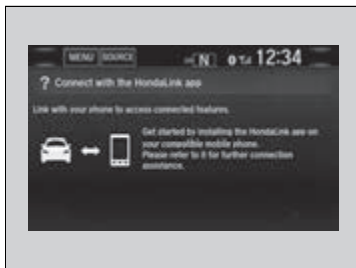 MENU SOURCE N 12:34
? Connect with the HondaLink app
Link with your phone to access connected features.
Get started by installing the HondaLink app on
your compatible mobile phone.
Please refer to it for further connection
assistance.